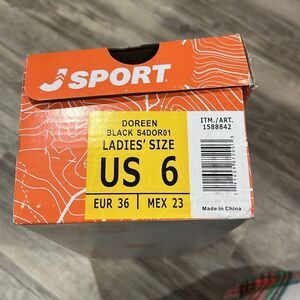 JSPORT
DOREEN
BLACK S4DOR01
LADIES' SIZE
US 6
EUR 36 | MEX 23
ITM./ART.
1588842
Made in China